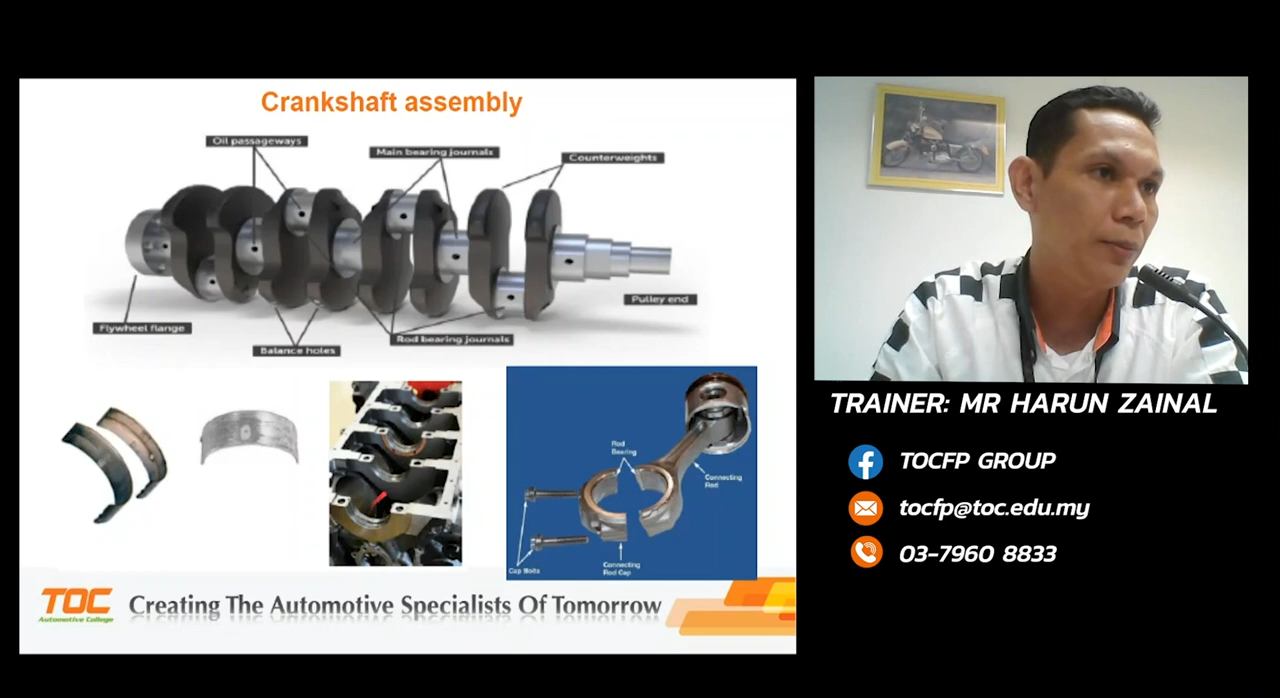 Crankshaft assembly
Oil passageways
Main bearing journals
Counterweights
Pulley end
Flywheel flange
Rod bearing journals
Balance holes
Rod
Bearing
Connecting
Rod
Cap Bolts
Connecting
Rod Cap
TOC
Automotive College
Creating The Automotive Specialists Of Tomorrow
TRAINER: MR HARUN ZAINAL
TOCFP GROUP
tocfp@toc.edu.my
03-7960 8833